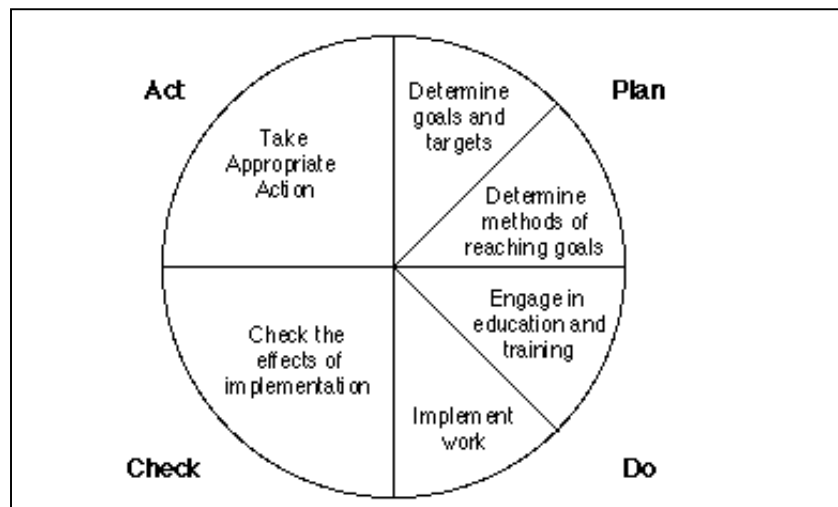 Act
Plan
Determine
goals and
targets
Take
Appropriate
Action
Determine
methods of
reaching goals
Engage in
education and
training
Check the
effects of
implementation
Implement
work
Check
Do